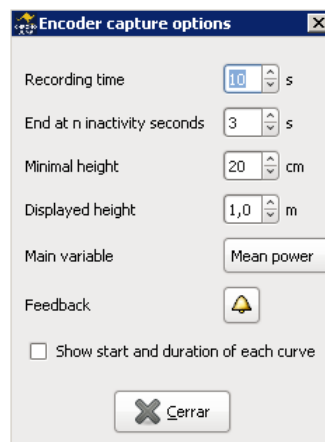 Encoder capture options
Recording time 10 s
End at n inactivity seconds 3 s
Minimal height 20 cm
Displayed height 1,0 m
Main variable Mean power
Feedback
Show start and duration of each curve
Cerrar